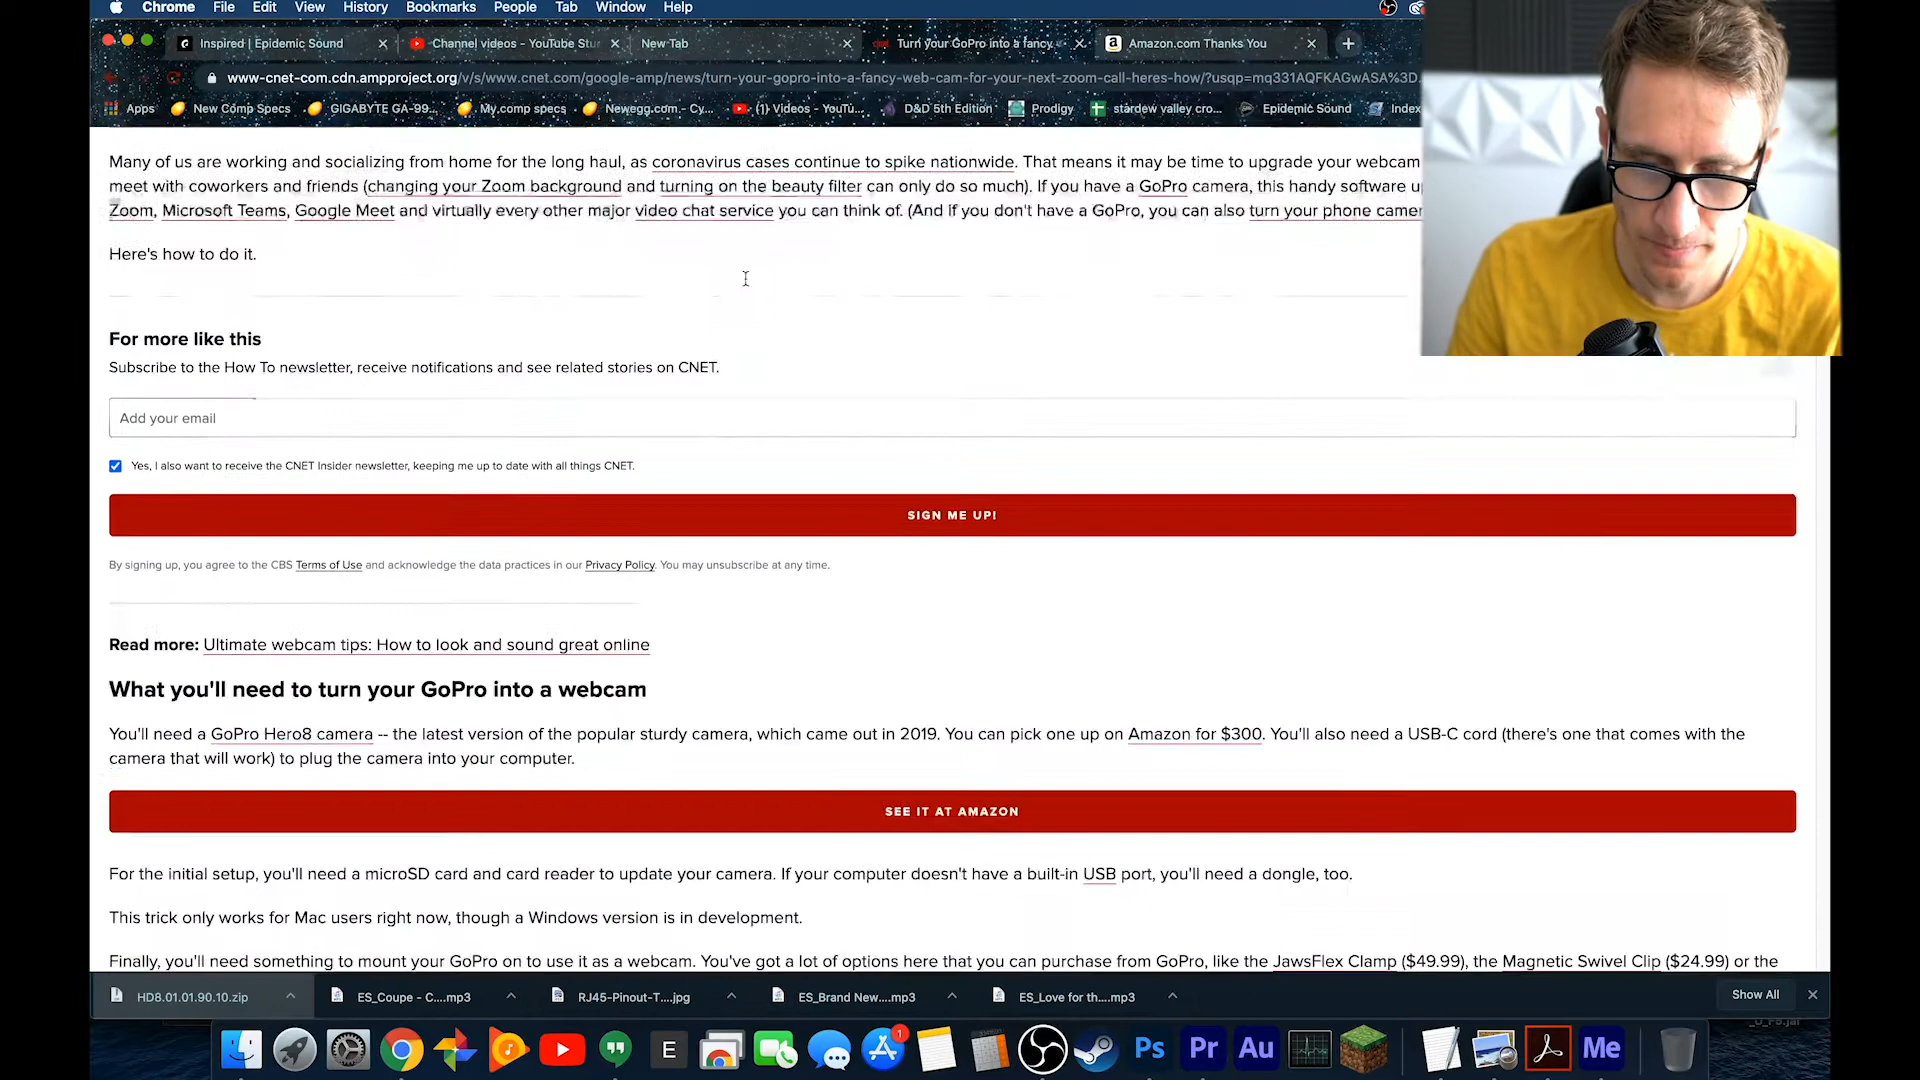 Chrome File Edit View History Bookmarks People Tab Window Help
Inspired | Epidemic Sound
Channel videos - YouTube Stu
New Tab
Turn your GoPro into a fancy
Amazon.com Thanks You
www-cnet-com.cdn.ampproject.org/v/s/www.cnet.com/google-amp/news/turn-your-gopro-into-a-fancy-web-cam-for-your-next-zoom-call-heres-how/?usqp=mq331AQFKAGwASA%3D.
Apps New Comp Specs GIGABYTE GA-99... My comp specs Newegg.com - Cy... (1) Videos - YouTu... D&D 5th Edition Prodigy stardew valley cro... Epidemic Sound Index
Many of us are working and socializing from home for the long haul, as coronavirus cases continue to spike nationwide. That means it may be time to upgrade your webcam
meet with coworkers and friends (changing your Zoom background and turning on the beauty filter can only do so much). If you have a GoPro camera, this handy software u
Zoom, Microsoft Teams, Google Meet and virtually every other major video chat service you can think of. (And if you don't have a GoPro, you can also turn your phone camer
Here's how to do it.
For more like this
Subscribe to the How To newsletter, receive notifications and see related stories on CNET.
Add your email
Yes, I also want to receive the CNET Insider newsletter, keeping me up to date with all things CNET.
SIGN ME UP!
By signing up, you agree to the CBS Terms of Use and acknowledge the data practices in our Privacy Policy. You may unsubscribe at any time.
Read more: Ultimate webcam tips: How to look and sound great online
What you'll need to turn your GoPro into a webcam
You'll need a GoPro Hero8 camera -- the latest version of the popular sturdy camera, which came out in 2019. You can pick one up on Amazon for $300. You'll also need a USB-C cord (there's one that comes with the
camera that will work) to plug the camera into your computer.
SEE IT AT AMAZON
For the initial setup, you'll need a microSD card and card reader to update your camera. If your computer doesn't have a built-in USB port, you'll need a dongle, too.
This trick only works for Mac users right now, though a Windows version is in development.
Finally, you'll need something to mount your GoPro on to use it as a webcam. You've got a lot of options here that you can purchase from GoPro, like the JawsFlex Clamp ($49.99), the Magnetic Swivel Clip ($24.99) or the
HD8.01.01.90.10.zip
ES_Coupe - C....mp3
RJ45-Pinout-T....jpg
ES_Brand New....mp3
ES_Love for th....mp3
Show All
E
1
Ps Pr Au
Me